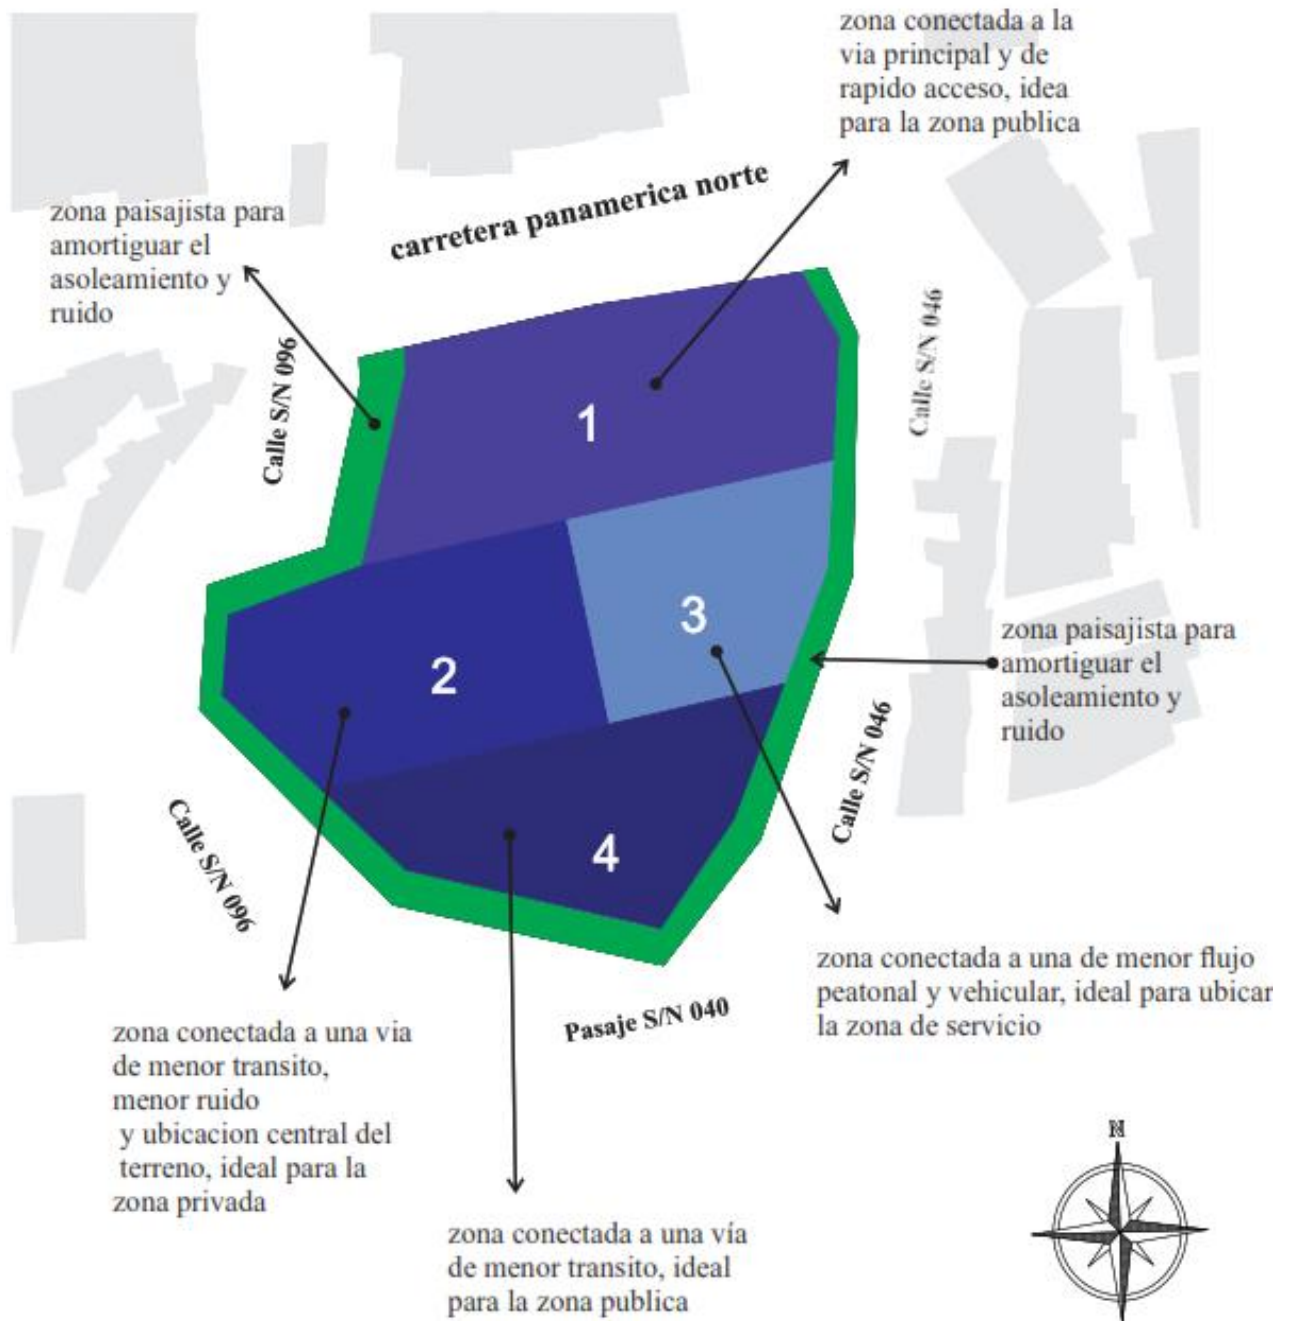 zona conectada a la
via principal y de
rapido acceso, idea
para la zona publica
carretera panamerica norte
zona paisajista para
amortiguar el
asoleamiento y
ruido
Calle S/N 096
Calle S/N 046
1
2
3
4
zona paisajista para
amortiguar el
asoleamiento y
ruido
Calle S/N 046
Calle S/N 096
Pasaje S/N 040
zona conectada a una de menor flujo
peatonal y vehicular, ideal para ubicar
la zona de servicio
zona conectada a una via
de menor transito,
menor ruido
y ubicacion central del
terreno, ideal para la
zona privada
zona conectada a una vía
de menor transito, ideal
para la zona publica
N